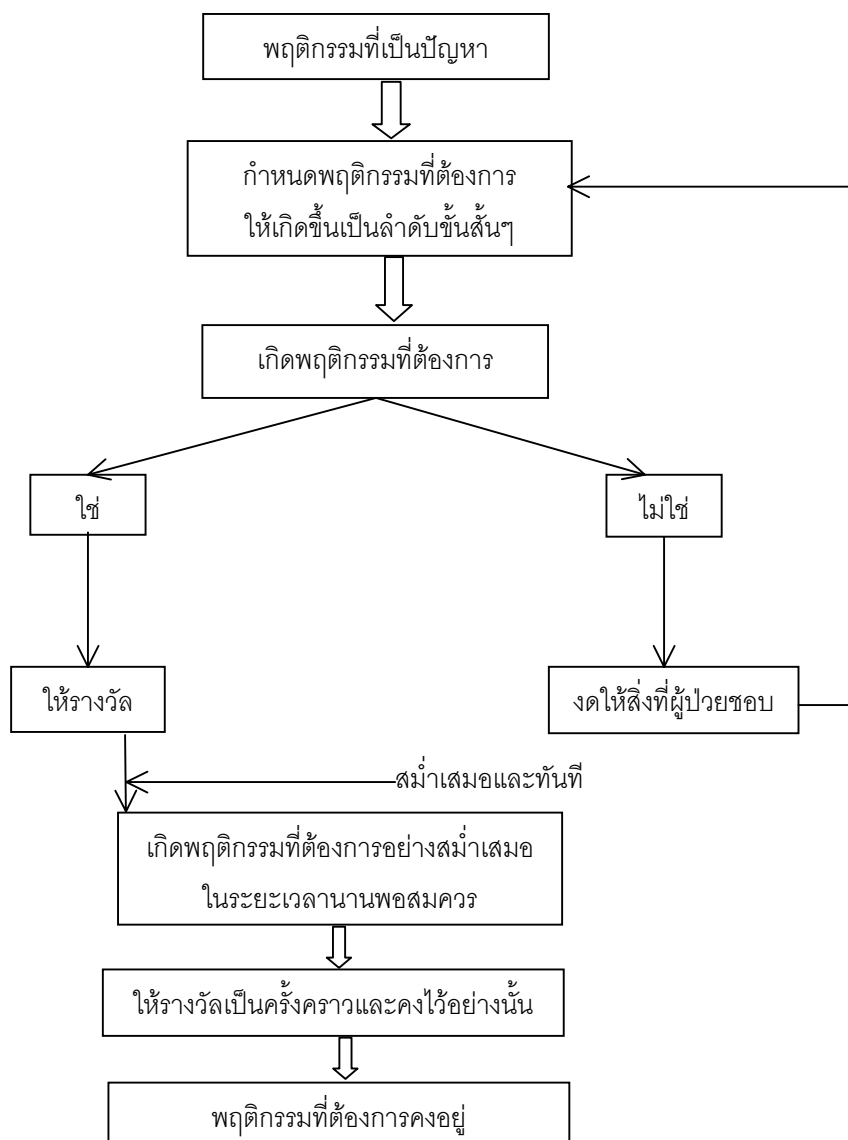 พฤติกรรมที่เป็นปัญหา
กำหนดพฤติกรรมที่ต้องการ
ให้เกิดขึ้นเป็นลำดับขั้นสั้นๆ
เกิดพฤติกรรมที่ต้องการ
ใช่
ไม่ใช่
ให้รางวัล
งดให้สิ่งที่ผู้ป่วยชอบ
สม่ำเสมอและทันที
เกิดพฤติกรรมที่ต้องการอย่างสม่ำเสมอ
ในระยะเวลานานพอสมควร
ให้รางวัลเป็นครั้งคราวและคงไว้อย่างนั้น
พฤติกรรมที่ต้องการคงอยู่